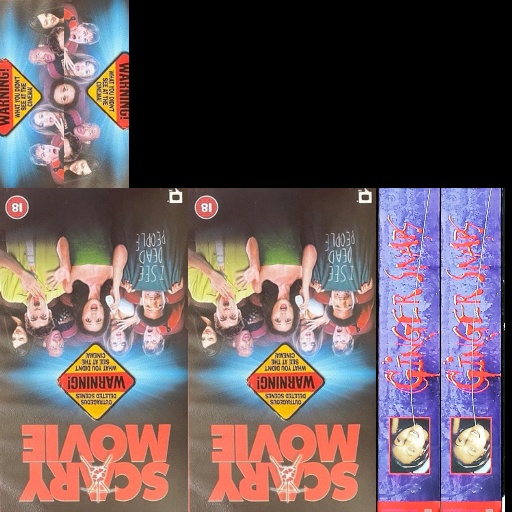 WARNING!
WHAT YOU DIDN'T
SEE AT THE
CINEMA!
WARNING!
WHAT YOU DIDN'T
SEE AT THE
CINEMA!
SCARY
MOVIE
OUTRAGEOUS
DELETED SCENES
WARNING!
WHAT YOU DIDN'T
SEE AT THE
CINEMA!
I SEE
DEAD
PEOPLE
18
SCARY
MOVIE
OUTRAGEOUS
DELETED SCENES
WARNING!
WHAT YOU DIDN'T
SEE AT THE
CINEMA!
I SEE
DEAD
PEOPLE
18
GINGER SNAPS
GINGER SNAPS